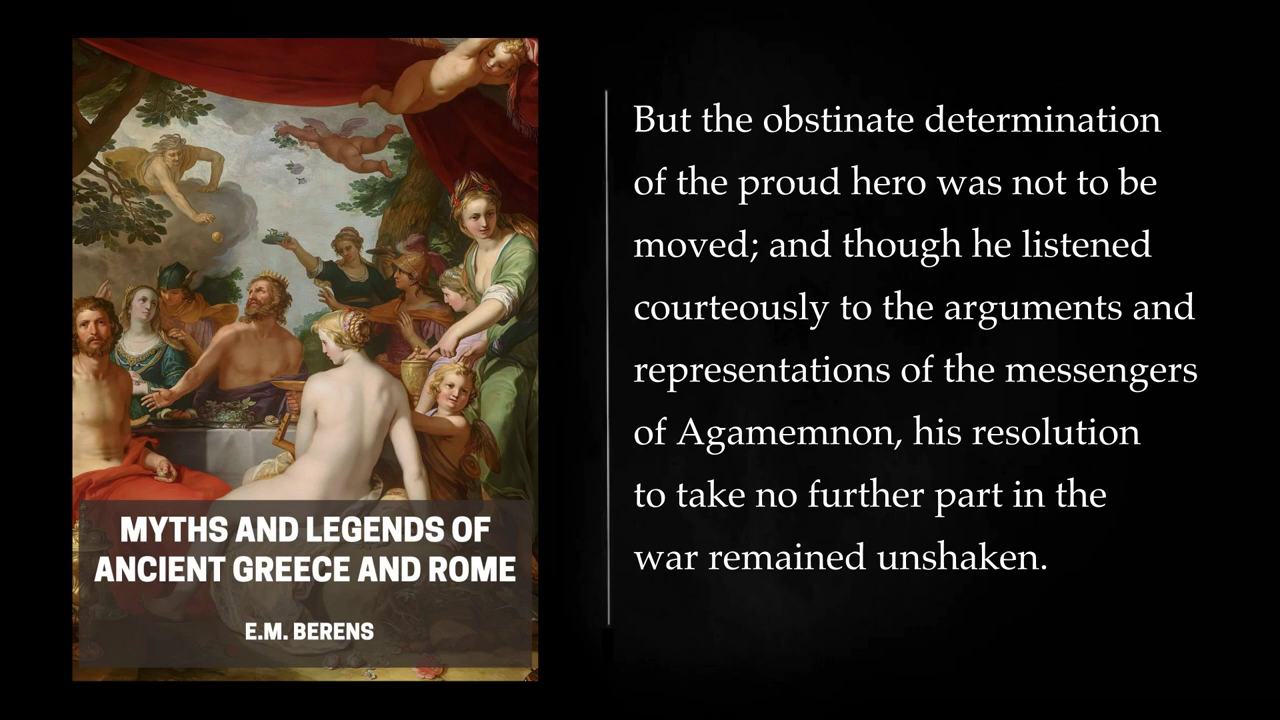 MYTHS AND LEGENDS OF
ANCIENT GREECE AND ROME
E.M. BERENS
But the obstinate determination
of the proud hero was not to be
moved; and though he listened
courteously to the arguments and
representations of the messengers
of Agamemnon, his resolution
to take no further part in the
war remained unshaken.